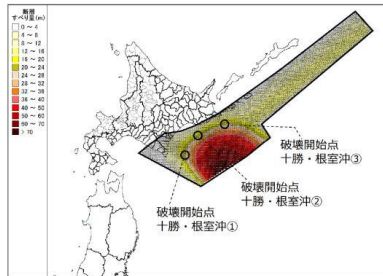 断層
すべり量(m)
0 ～ 4
4 ～ 8
8 ～ 12
12 ～ 16
16 ～ 20
20 ～ 24
24 ～ 28
28 ～ 32
32 ～ 36
36 ～ 40
40 ～ 50
50 ～ 60
60 ～ 70
> 70
破壊開始点
十勝・根室沖③
破壊開始点
十勝・根室沖②
破壊開始点
十勝・根室沖①